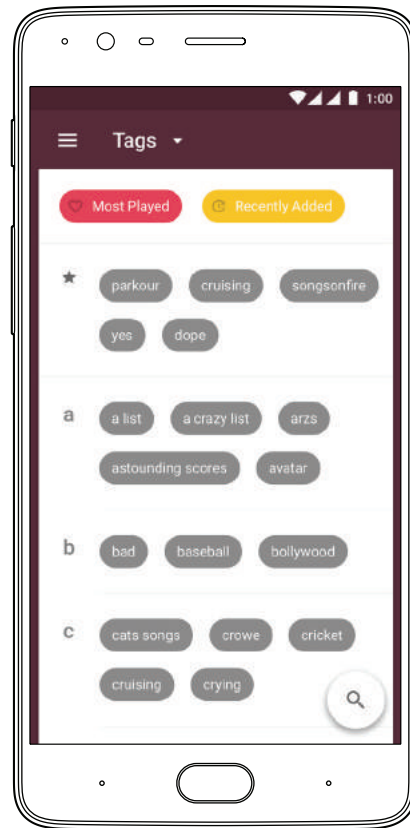 1:00
Tags
Most Played Recently Added
parkour cruising songsonfire
yes dope
a a list a crazy list arzs
astounding scores avatar
b bad baseball bollywood
c cats songs crowe cricket
cruising crying